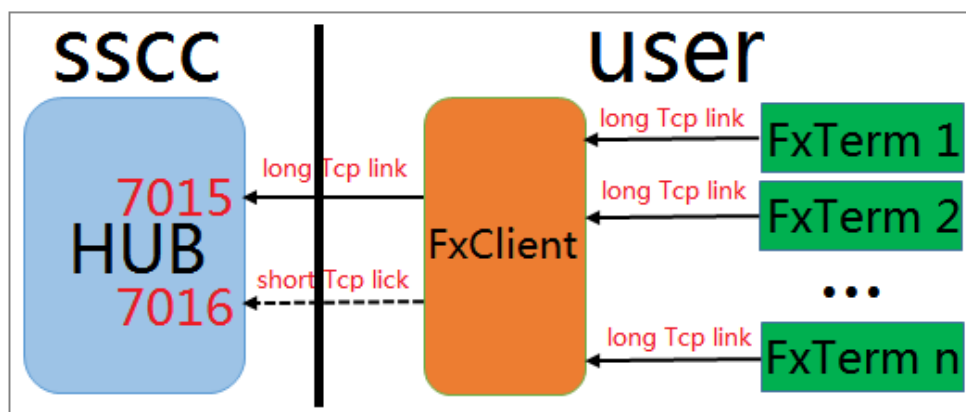 sscc
user
7015
HUB
7016
long Tcp link
short Tcp lick
FxClient
long Tcp link
FxTerm 1
long Tcp link
FxTerm 2
•••
long Tcp link
FxTerm n